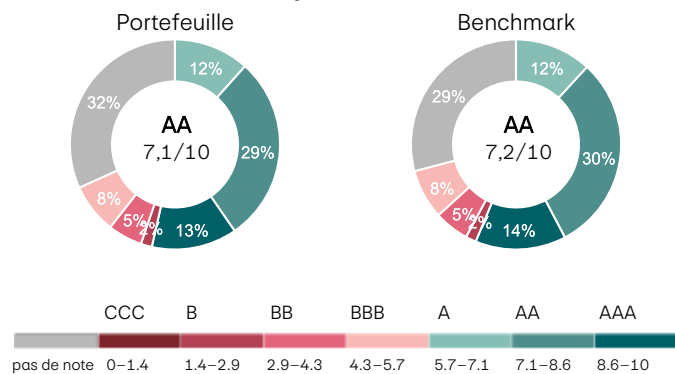 Portefeuille
Benchmark
12%
29%
13%
2%
5%
8%
32%
AA
7,1/10
12%
30%
14%
2%
5%
8%
29%
AA
7,2/10
CCC B BB BBB A AA AAA
pas de note 0–1.4 1.4–2.9 2.9–4.3 4.3–5.7 5.7–7.1 7.1–8.6 8.6–10